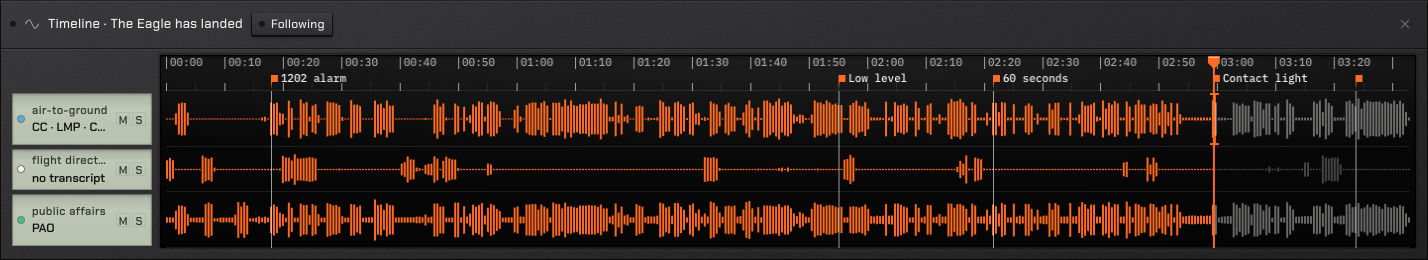 Timeline · The Eagle has landed
Following
00:00 00:10 00:20 00:30 00:40 00:50 01:00 01:10 01:20 01:30 01:40 01:50 02:00 02:10 02:20 02:30 02:40 02:50 03:00 03:10 03:20
1202 alarm
Low level
60 seconds
Contact light
air-to-ground
CC · LMP · C...
M S
flight direct...
no transcript
M S
public affairs
PAO
M S